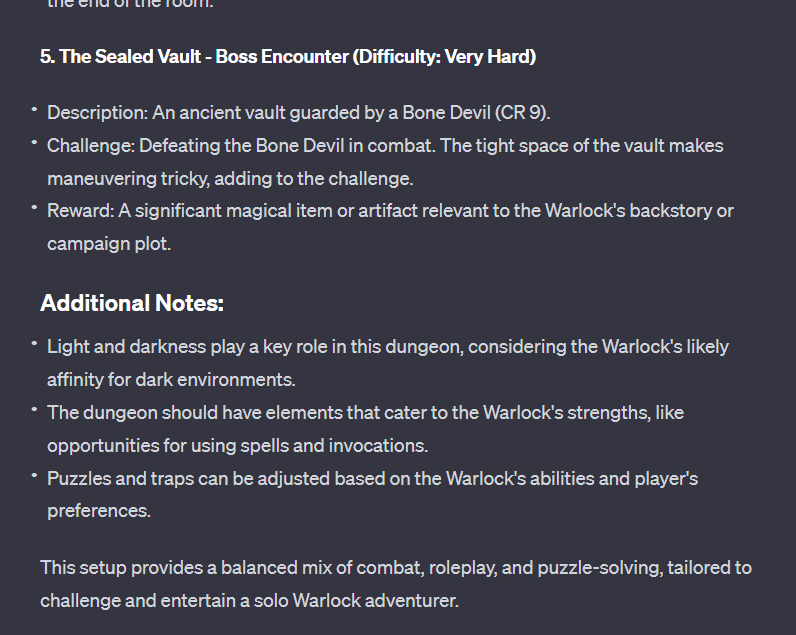 the end of the room.
5. The Sealed Vault - Boss Encounter (Difficulty: Very Hard)
• Description: An ancient vault guarded by a Bone Devil (CR 9).
• Challenge: Defeating the Bone Devil in combat. The tight space of the vault makes
maneuvering tricky, adding to the challenge.
• Reward: A significant magical item or artifact relevant to the Warlock's backstory or
campaign plot.
Additional Notes:
• Light and darkness play a key role in this dungeon, considering the Warlock's likely
affinity for dark environments.
• The dungeon should have elements that cater to the Warlock's strengths, like
opportunities for using spells and invocations.
• Puzzles and traps can be adjusted based on the Warlock's abilities and player's
preferences.
This setup provides a balanced mix of combat, roleplay, and puzzle-solving, tailored to
challenge and entertain a solo Warlock adventurer.